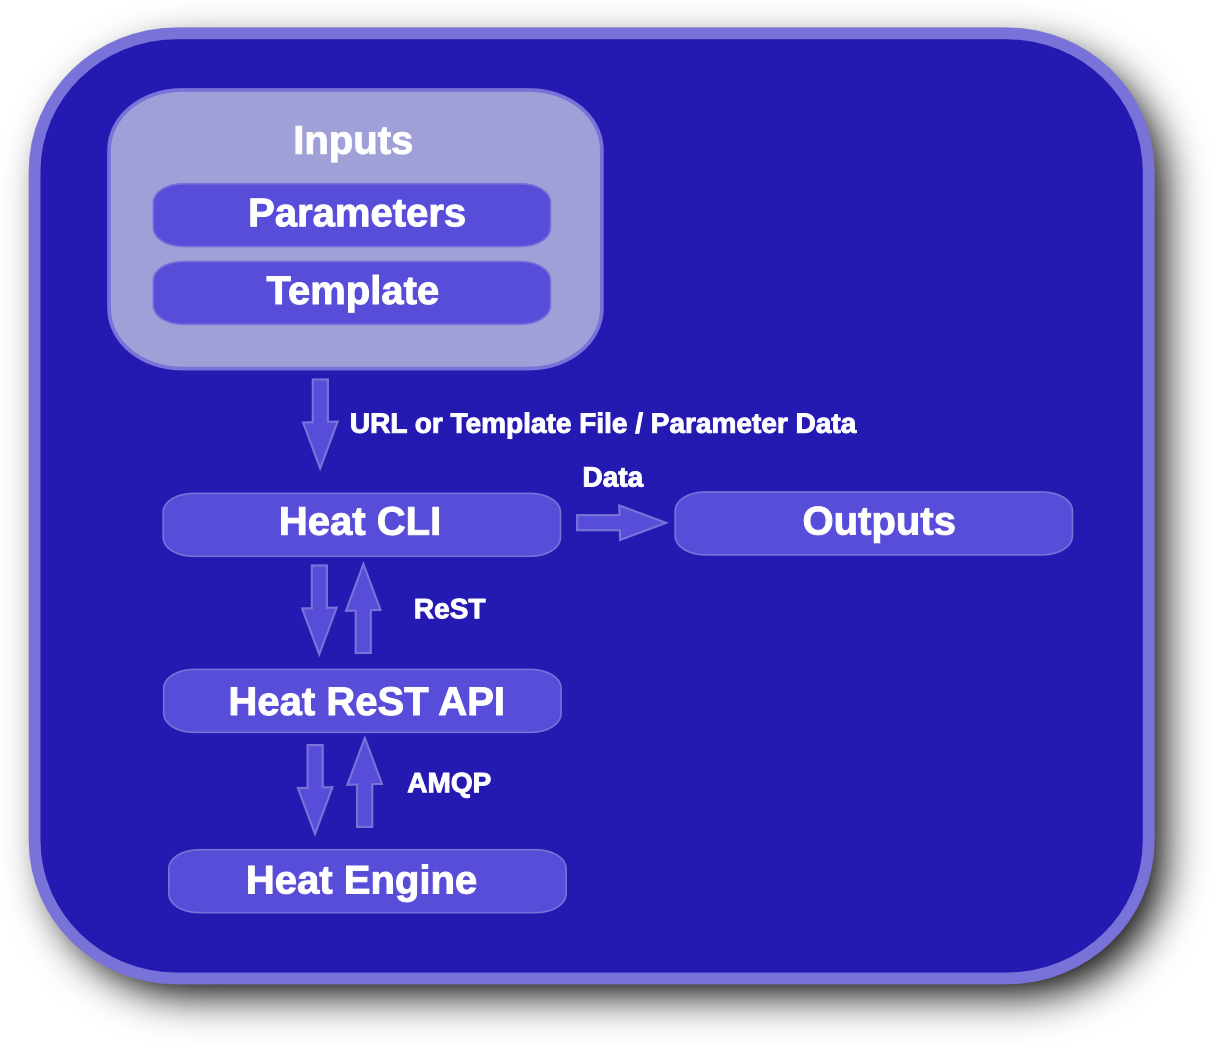 Inputs
Parameters
Template
URL or Template File / Parameter Data
Data
Heat CLI
Outputs
ReST
Heat ReST API
AMQP
Heat Engine